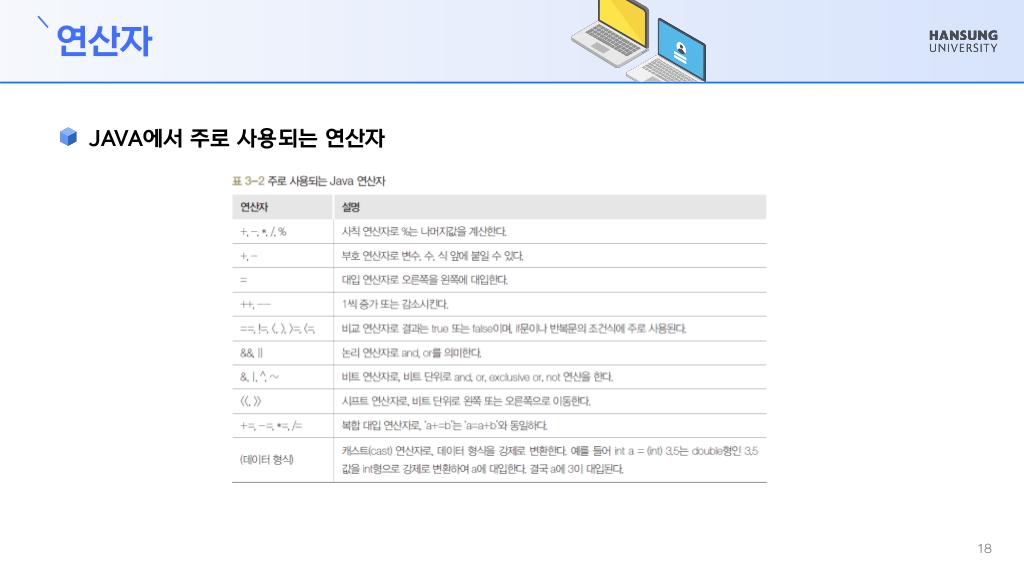 연산자
HANSUNG
UNIVERSITY
JAVA에서 주로 사용되는 연산자
표 3-2 주로 사용되는 Java 연산자
연산자 설명
+, -, *, /, % 사칙 연산자로 %는 나머지값을 계산한다.
+, - 부호 연산자로 변수, 수, 식 앞에 붙일 수 있다.
= 대입 연산자로 오른쪽을 왼쪽에 대입한다.
++, -- 1씩 증가 또는 감소시킨다.
==, !=, <, >, >=, <=, 비교 연산자로 결과는 true 또는 false이며, if문이나 반복문의 조건식에 주로 사용된다.
&&, || 논리 연산자로 and, or를 의미한다.
&, |, ^, ~ 비트 연산자로, 비트 단위로 and, or, exclusive or, not 연산을 한다.
<<, >> 시프트 연산자로, 비트 단위로 왼쪽 또는 오른쪽으로 이동한다.
+=, -=, *=, /= 복합 대입 연산자로, 'a+=b'는 'a=a+b'와 동일하다.
(데이터 형식) 캐스트(cast) 연산자로, 데이터 형식을 강제로 변환한다. 예를 들어 int a = (int) 3.5는 double형인 3.5
값을 int형으로 강제로 변환하여 a에 대입한다. 결국 a에 3이 대입된다.
18